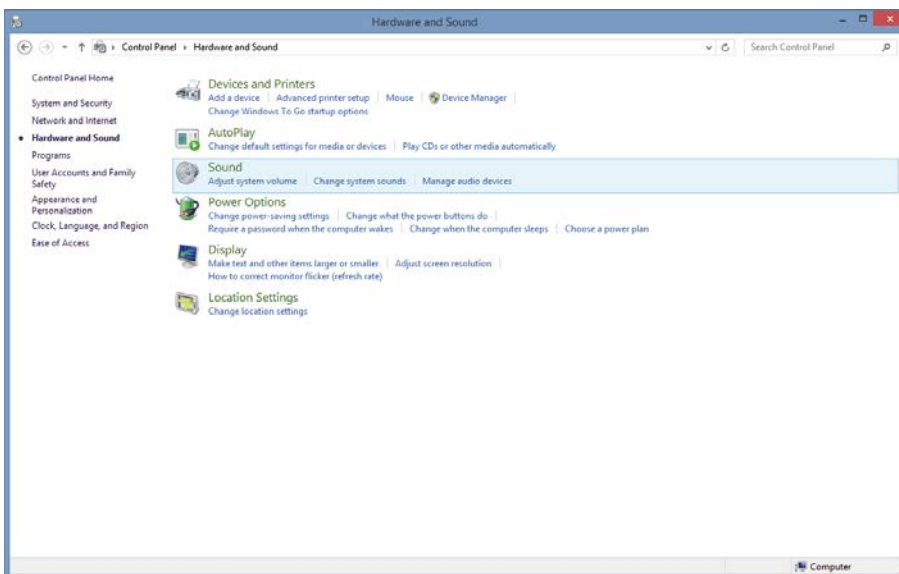 Hardware and Sound
Control Panel Hardware and Sound
Search Control Panel
Control Panel Home
System and Security
Network and Internet
Hardware and Sound
Programs
User Accounts and Family
Safety
Appearance and
Personalization
Clock, Language, and Region
Ease of Access
Devices and Printers
Add a device Advanced printer setup Mouse Device Manager
Change Windows To Go startup options
AutoPlay
Change default settings for media or devices Play CDs or other media automatically
Sound
Adjust system volume Change system sounds Manage audio devices
Power Options
Change power-saving settings Change what the power buttons do
Require a password when the computer wakes Change when the computer sleeps Choose a power plan
Display
Make text and other items larger or smaller Adjust screen resolution
How to correct monitor flicker (refresh rate)
Location Settings
Change location settings
Computer